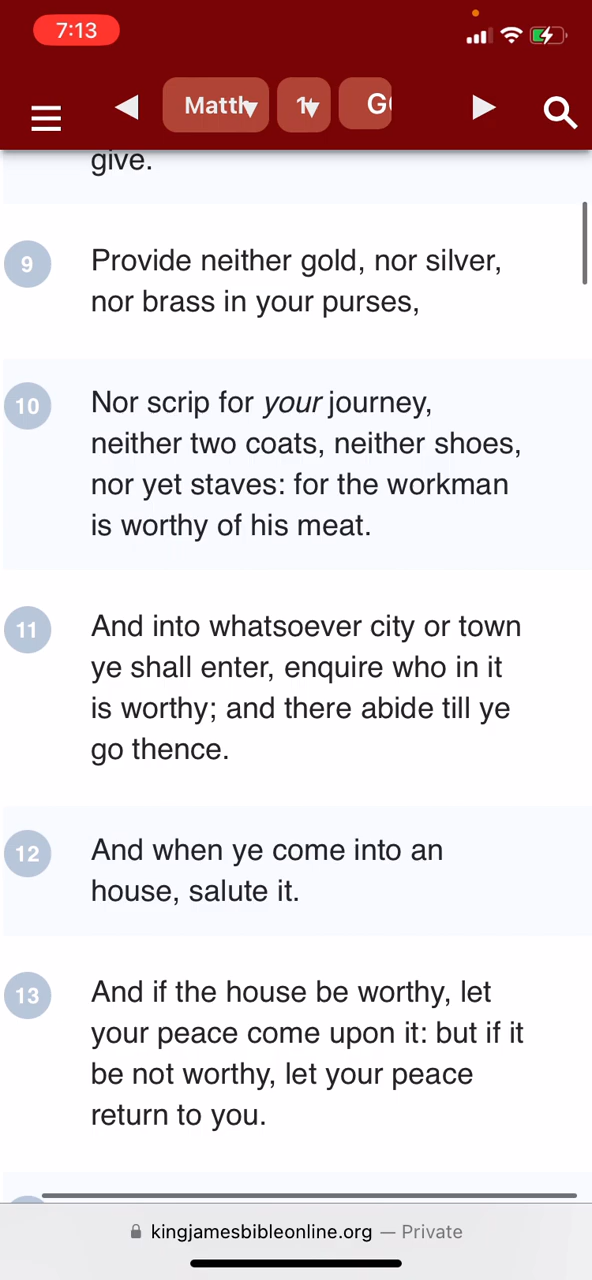 7:13
Matth
1
G
give.
9
Provide neither gold, nor silver,
nor brass in your purses,
10
Nor scrip for your journey,
neither two coats, neither shoes,
nor yet staves: for the workman
is worthy of his meat.
11
And into whatsoever city or town
ye shall enter, enquire who in it
is worthy; and there abide till ye
go thence.
12
And when ye come into an
house, salute it.
13
And if the house be worthy, let
your peace come upon it: but if it
be not worthy, let your peace
return to you.
kingjamesbibleonline.org — Private